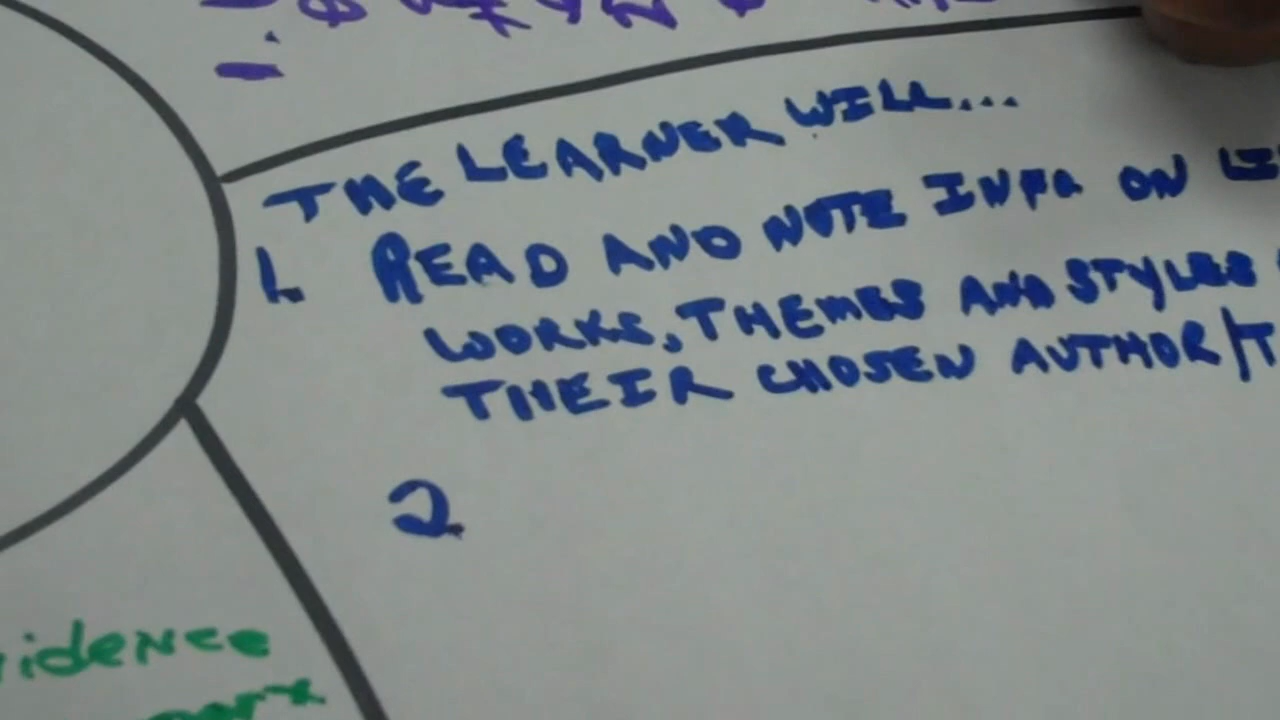 THE LEARNER WILL...
1. READ AND NOTE INFO ON
WORKS, THEMES AND STYLES
THEIR CHOSEN AUTHOR/T
2
idence